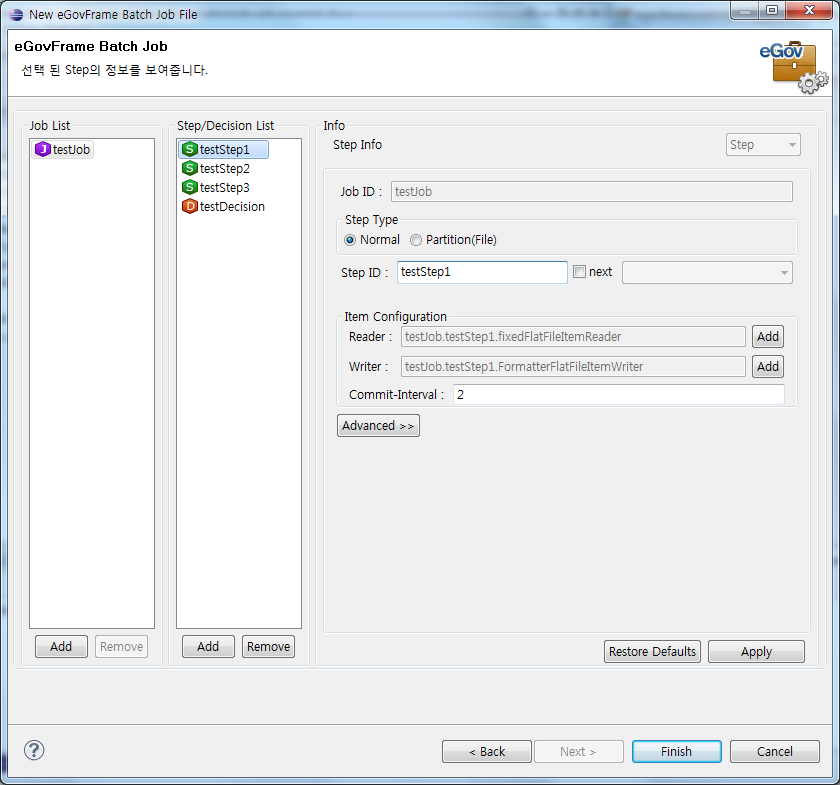 New eGovFrame Batch Job File
eGovFrame Batch Job
선택 된 Step의 정보를 보여줍니다.
eGov
Job List
testJob
Add
Remove
Step/Decision List
testStep1
testStep2
testStep3
testDecision
Add
Remove
Info
Step Info
Step
Job ID :
testJob
Step Type
Normal
Partition(File)
Step ID :
testStep1
next
Item Configuration
Reader :
testJob.testStep1.fixedFlatFileItemReader
Add
Writer :
testJob.testStep1.FormatterFlatFileItemWriter
Add
Commit-Interval :
2
Advanced >>
Restore Defaults
Apply
?
< Back
Next >
Finish
Cancel